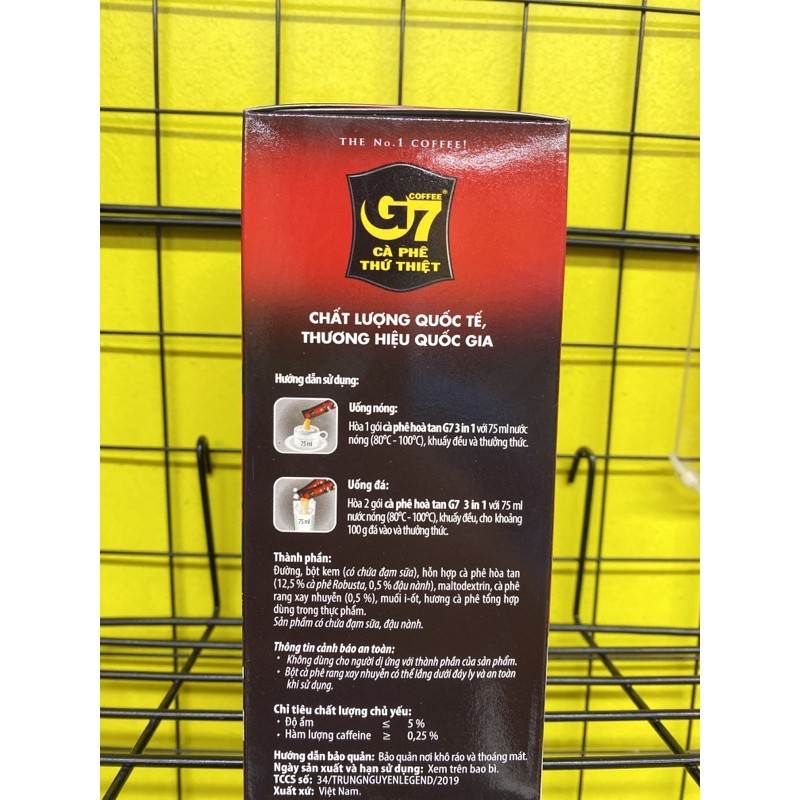 THE No.1 COFFEE!
COFFEE
G7®
CÀ PHÊ
THỨ THIỆT
CHẤT LƯỢNG QUỐC TẾ,
THƯƠNG HIỆU QUỐC GIA
Hướng dẫn sử dụng:
Uống nóng:
Hòa 1 gói cà phê hoà tan G7 3 in 1 với 75 ml nước
nóng (80ºC - 100ºC), khuấy đều và thưởng thức.
75 ml
Uống đá:
Hòa 2 gói cà phê hoà tan G7 3 in 1 với 75 ml
nước nóng (80ºC - 100ºC), khuấy đều, cho khoảng
100 g đá vào và thưởng thức.
75 ml
Thành phần:
Đường, bột kem (có chứa đạm sữa), hỗn hợp cà phê hòa tan
(12,5 % cà phê Robusta, 0,5 % đậu nành), maltodextrin, cà phê
rang xay nhuyễn (0,5 %), muối i-ốt, hương cà phê tổng hợp
dùng trong thực phẩm.
Sản phẩm có chứa sữa, đậu nành.
Thông tin cảnh báo an toàn:
• Không dùng cho người dị ứng với thành phần của sản phẩm.
• Bột cà phê rang xay nhuyễn có thể lắng dưới đáy ly và an toàn
khi sử dụng.
Chỉ tiêu chất lượng chủ yếu:
• Độ ẩm ≤ 5 %
• Hàm lượng caffeine ≥ 0,25 %
Hướng dẫn bảo quản: Bảo quản nơi khô ráo và thoáng mát.
Ngày sản xuất và hạn sử dụng: Xem trên bao bì.
TCCS số: 34/TRUNGNGUYENLEGEND/2019
Xuất xứ: Việt Nam.